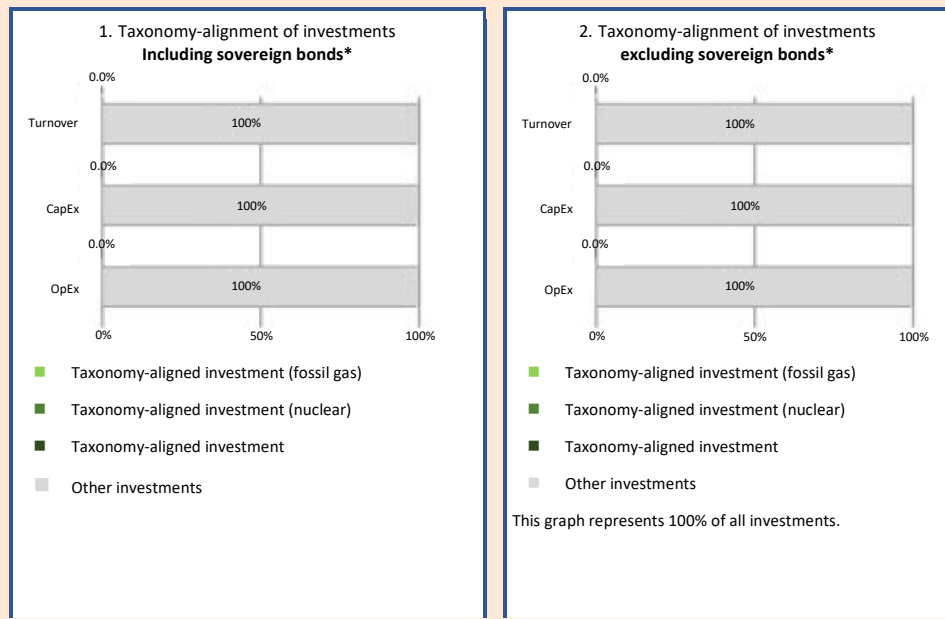 1. Taxonomy-alignment of investments
Including sovereign bonds*
0.0%
Turnover
100%
0.0%
CapEx
100%
0.0%
OpEx
100%
0%
50%
100%
Taxonomy-aligned investment (fossil gas)
Taxonomy-aligned investment (nuclear)
Taxonomy-aligned investment
Other investments
2. Taxonomy-alignment of investments
excluding sovereign bonds*
0.0%
Turnover
100%
0.0%
CapEx
100%
0.0%
OpEx
100%
0%
50%
100%
Taxonomy-aligned investment (fossil gas)
Taxonomy-aligned investment (nuclear)
Taxonomy-aligned investment
Other investments
This graph represents 100% of all investments.